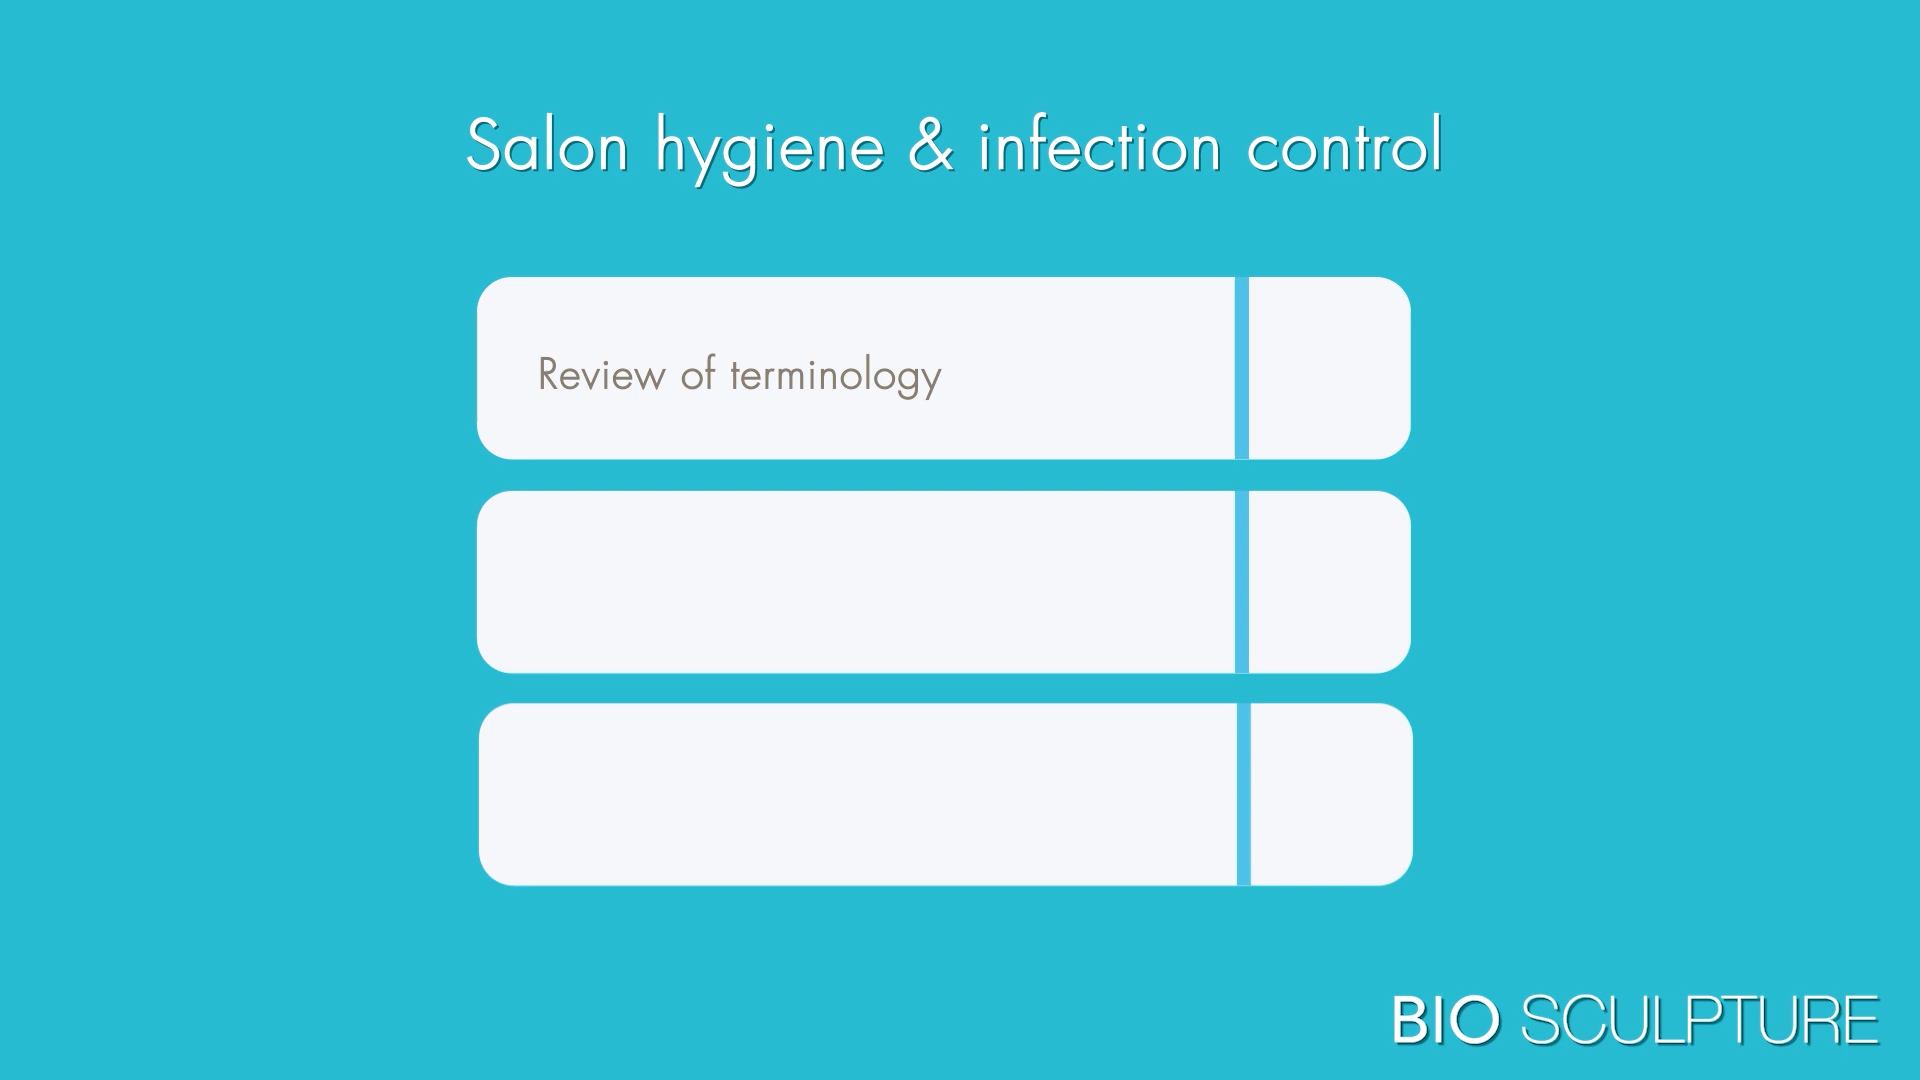 Salon hygiene & infection control
Review of terminology
BIO SCULPTURE